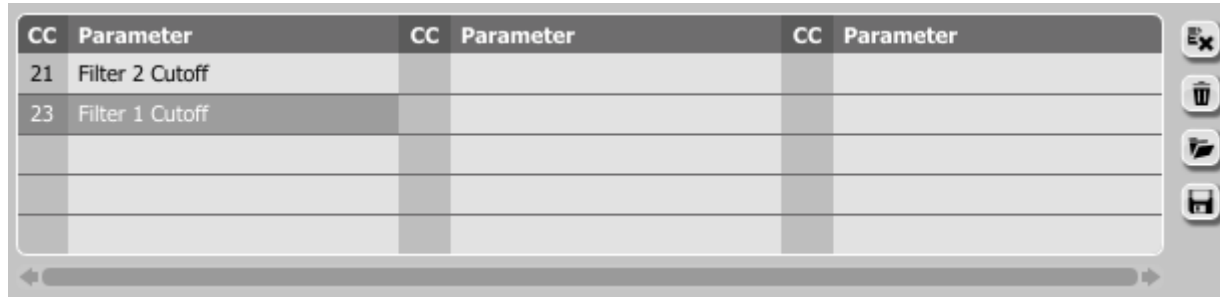 CC Parameter CC Parameter CC Parameter
21 Filter 2 Cutoff
23 Filter 1 Cutoff